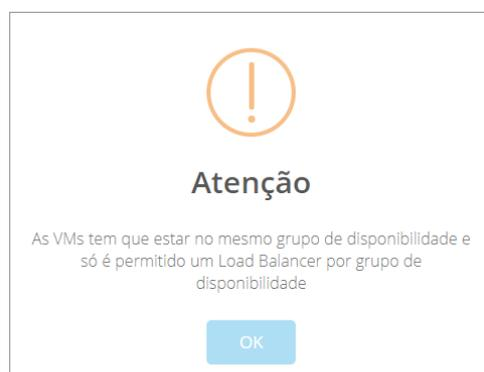 Atenção
As VMs tem que estar no mesmo grupo de disponibilidade e
só é permitido um Load Balancer por grupo de
disponibilidade
OK